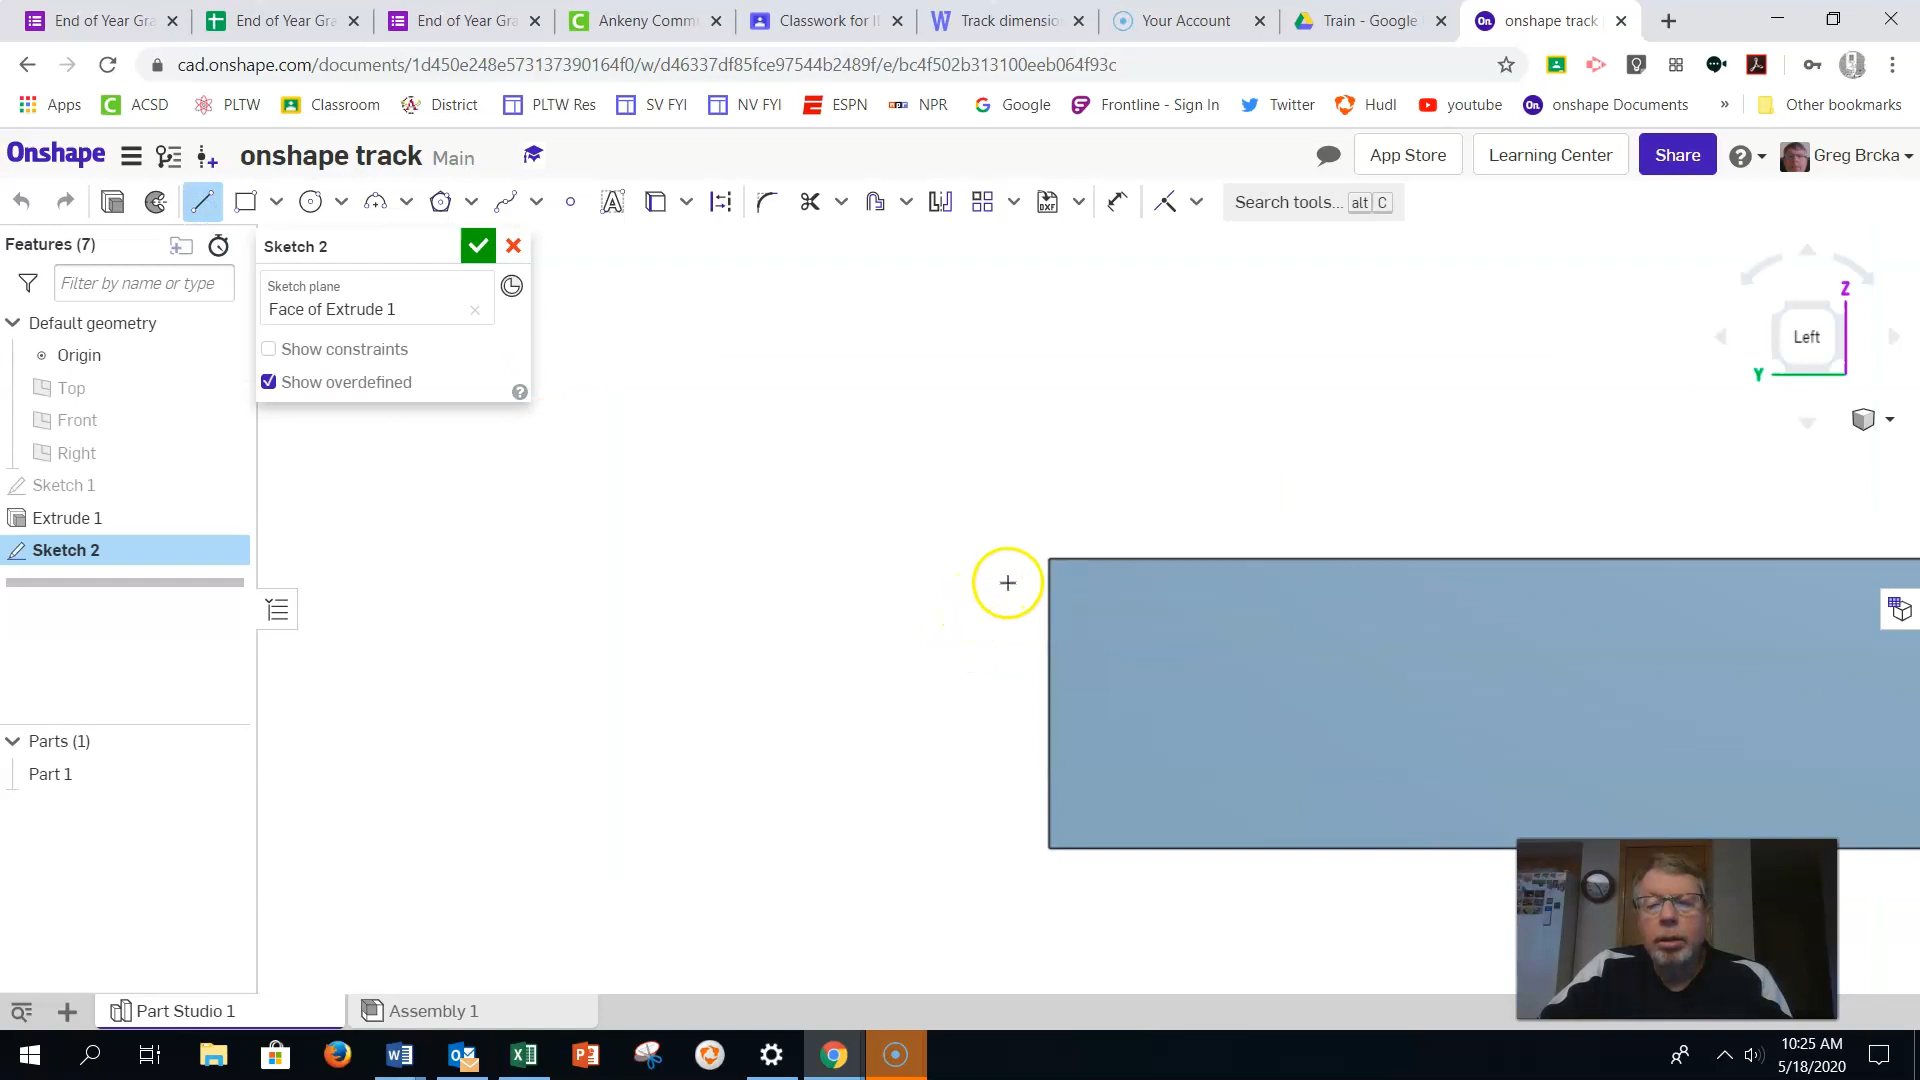 End of Year Gra
End of Year Gra
End of Year Gra
Ankeny Comm
Classwork for II
Track dimensio
Your Account
Train - Google
onshape track
cad.onshape.com/documents/1d450e248e573137390164f0/w/d46337df85fce97544b2489f/e/bc4f502b313100eeb064f93c
Apps
ACSD
PLTW
Classroom
District
PLTW Res
SV FYI
NV FYI
ESPN
NPR
Google
Frontline - Sign In
Twitter
Hudl
youtube
onshape Documents
»
Other bookmarks
Onshape
onshape track Main
App Store
Learning Center
Share
Greg Brcka
Search tools... alt C
Features (7)
Filter by name or type
Default geometry
Origin
Top
Front
Right
Sketch 1
Extrude 1
Sketch 2
Sketch 2
Sketch plane
Face of Extrude 1
Show constraints
Show overdefined
Z
Left
Y
Parts (1)
Part 1
Part Studio 1
Assembly 1
10:25 AM
5/18/2020